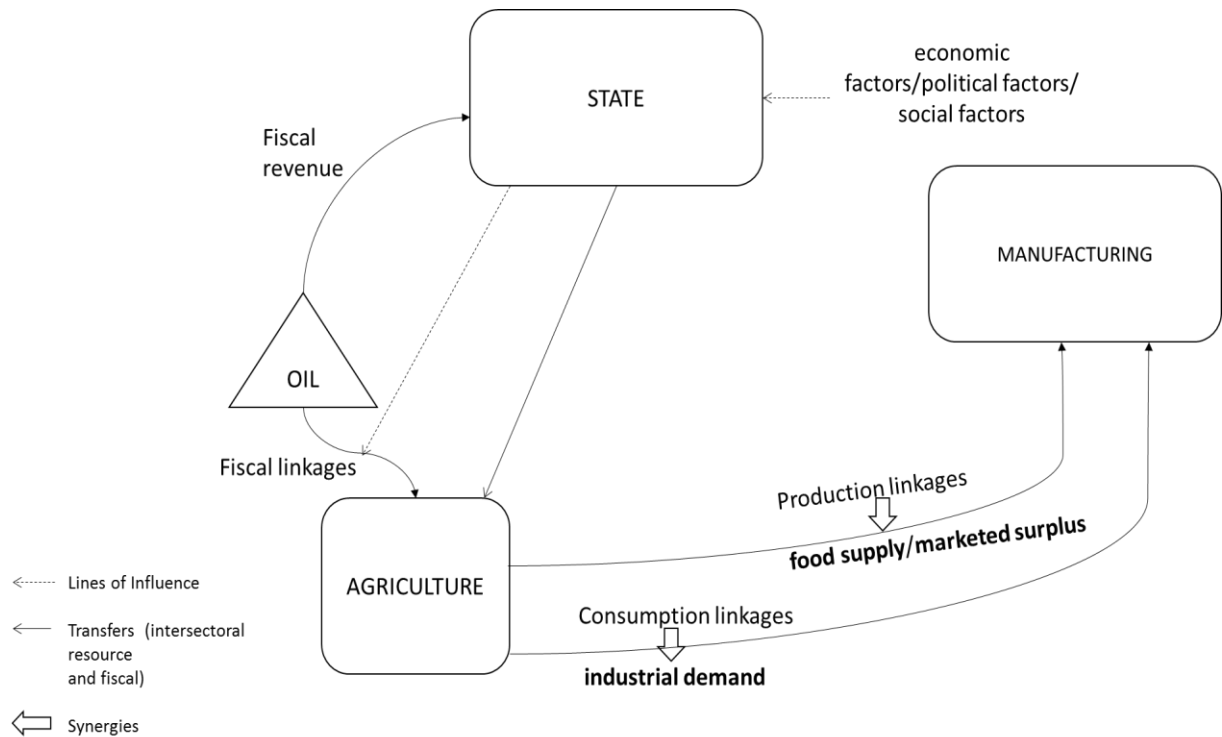 economic
factors/political factors/
social factors
STATE
Fiscal
revenue
MANUFACTURING
OIL
Fiscal linkages
Production linkages
food supply/marketed surplus
AGRICULTURE
Consumption linkages
industrial demand
Lines of Influence
Transfers (intersectoral
resource
and fiscal)
Synergies